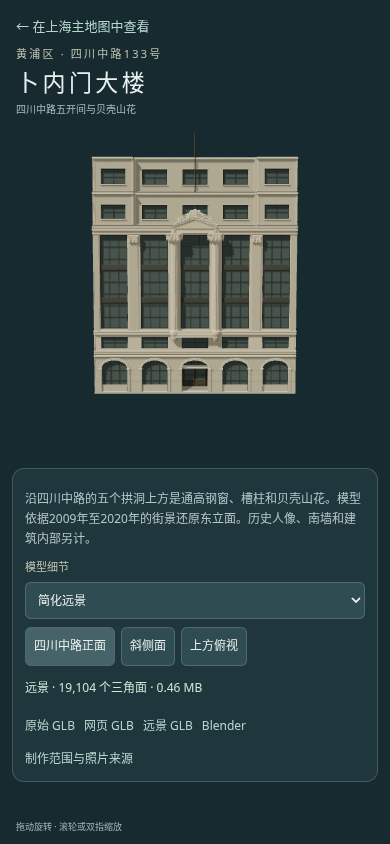 ← 在上海主地图中查看
黄浦区 · 四川中路133号
卜内门大楼
四川中路五开间与贝壳山花
沿四川中路的五个拱洞上方是通高钢窗、槽柱和贝壳山花。模型
依据2009年至2020年的街景还原东立面。历史人像、南墙和建
筑内部另计。
模型细节
简化远景
四川中路正面 斜侧面 上方俯视
远景 · 19,104 个三角面 · 0.46 MB
原始 GLB 网页 GLB 远景 GLB Blender
制作范围与照片来源
拖动旋转 · 滚轮或双指缩放